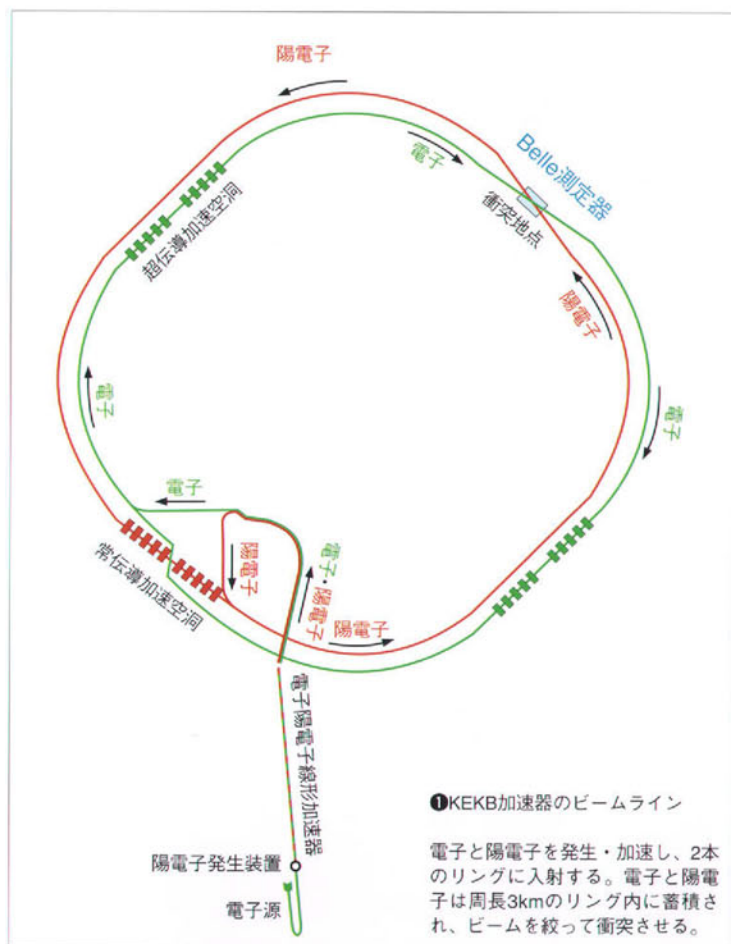 陽電子
電子
Belle測定器
衝突地点
超伝導加速空洞
陽電子
電子
電子
電子
陽電子
電子・陽電子
常伝導加速空洞
陽電子
電子陽電子線形加速器
陽電子発生装置
電子源
❶KEKB加速器のビームライン
電子と陽電子を発生・加速し、2本
のリングに入射する。電子と陽電
子は周長3kmのリング内に蓄積さ
れ、ビームを絞って衝突させる。